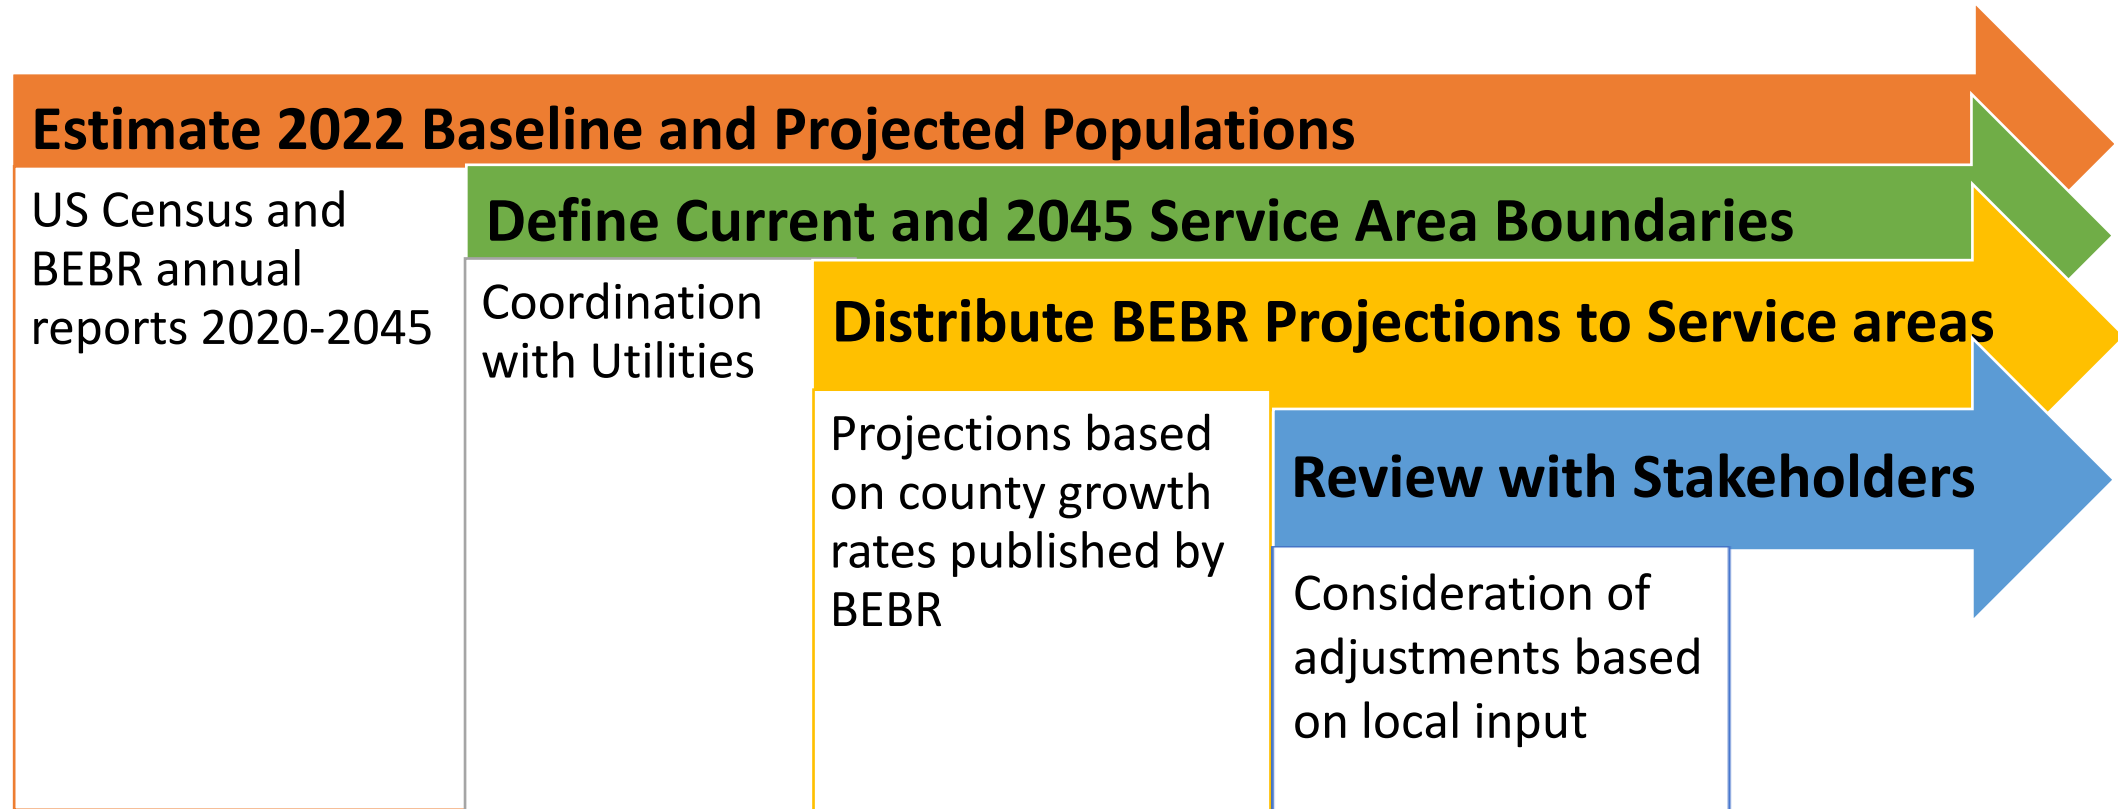 Estimate 2022 Baseline and Projected Populations
US Census and
BEBR annual
reports 2020-2045
Define Current and 2045 Service Area Boundaries
Coordination
with Utilities
Distribute BEBR Projections to Service areas
Projections based
on county growth
rates published by
BEBR
Review with Stakeholders
Consideration of
adjustments based
on local input